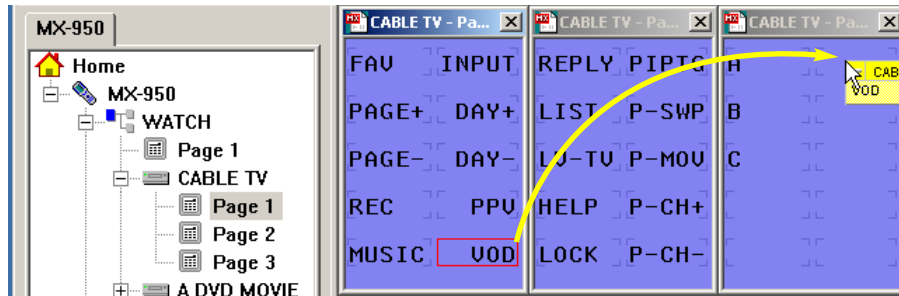 MX-950
Home
MX-950
WATCH
Page 1
CABLE TV
Page 1
Page 2
Page 3
A DVD MOVIE
CABLE TV - Pa...
FAV INPUT
PAGE+ DAY+
PAGE- DAY-
REC PPV
MUSIC VOD
CABLE TV - Pa...
REPLY PIPTG
LIST P-SWP
LV-TV P-MOV
HELP P-CH+
LOCK P-CH-
CABLE TV - Pa...
A
B
C
CAB
VOD